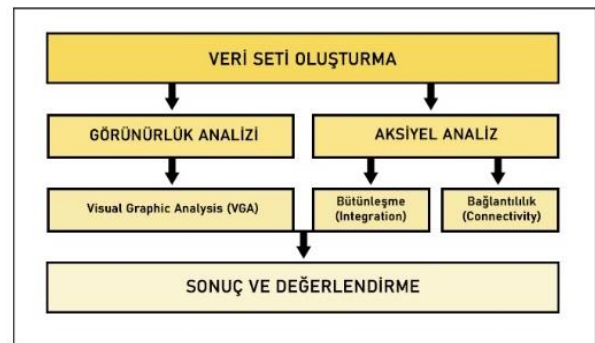 VERİ SETİ OLUŞTURMA
GÖRÜNÜRLÜK ANALİZİ
AKSİYEL ANALİZ
Visual Graphic Analysis (VGA)
Bütünleşme
(Integration)
Bağlantılılık
(Connectivity)
SONUÇ VE DEĞERLENDİRME